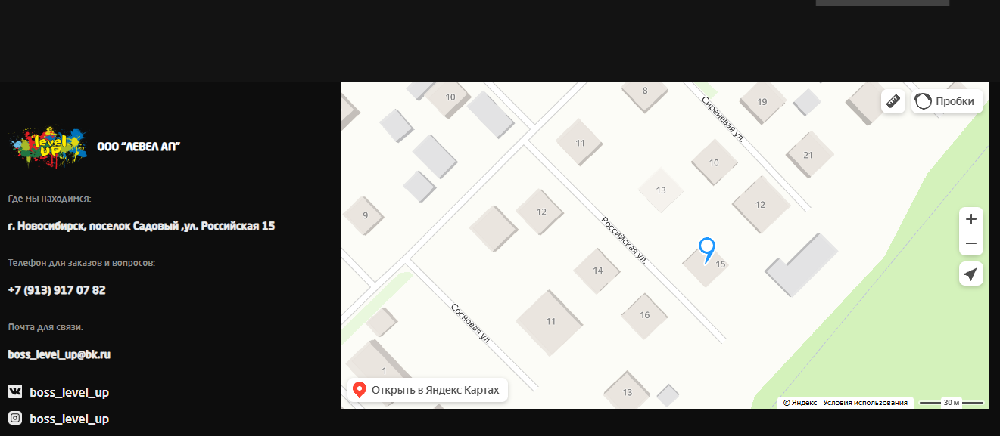 level
UP
ООО “ЛЕВЕЛ АП”
Где мы находимся:
г. Новосибирск, поселок Садовый ,ул. Российская 15
Телефон для заказов и вопросов:
+7 (913) 917 07 82
Почта для связи:
boss_level_up@bk.ru
boss_level_up
boss_level_up
10
8
Сиреневая ул.
19
Пробки
11
10
21
13
12
9
12
Российская ул.
15
14
16
11
Сосновая ул.
1
13
Открыть в Яндекс Картах
© Яндекс Условия использования 30 м